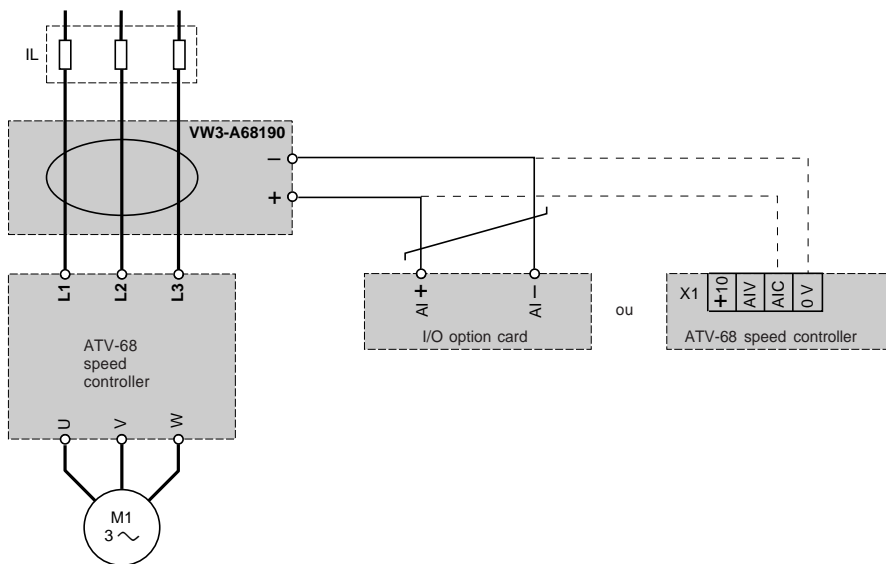 IL
VW3-A68190
–
+
L1
L2
L3
AI +
AI –
I/O option card
ou
X1
+10
AIV
AIC
0 V
ATV-68 speed controller
ATV-68
speed
controller
U
V
W
M1
3